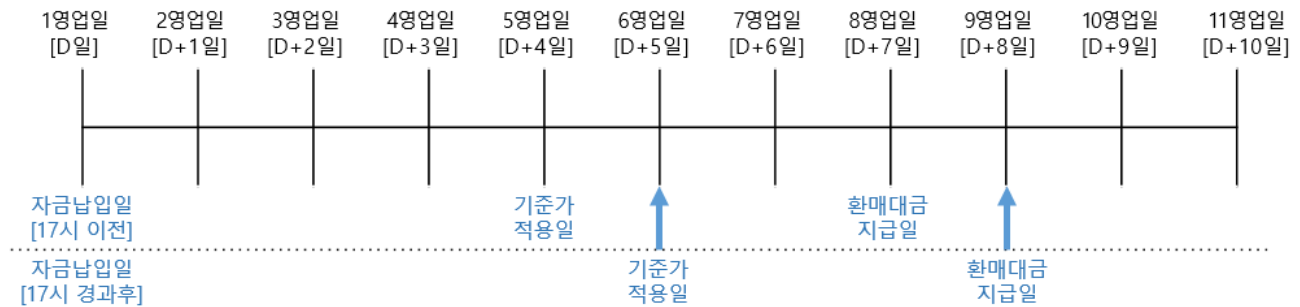 1영업일 2영업일 3영업일 4영업일 5영업일 6영업일 7영업일 8영업일 9영업일 10영업일 11영업일
[D일] [D+1일] [D+2일] [D+3일] [D+4일] [D+5일] [D+6일] [D+7일] [D+8일] [D+9일] [D+10일]
자금납입일 기준가 환매대금
[17시 이전] 적용일 지급일
자금납입일 기준가 환매대금
[17시 경과후] 적용일 지급일